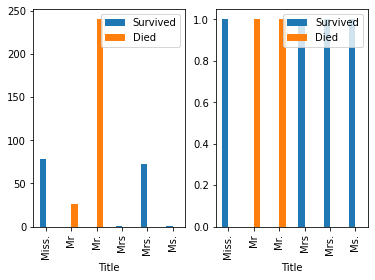 250
200
150
100
50
0
Survived
Died
Miss.
Mr
Mr.
Mrs
Mrs.
Ms.
Title
1.0
0.8
0.6
0.4
0.2
0.0
Survived
Died
Miss.
Mr
Mr.
Mrs
Mrs.
Ms.
Title